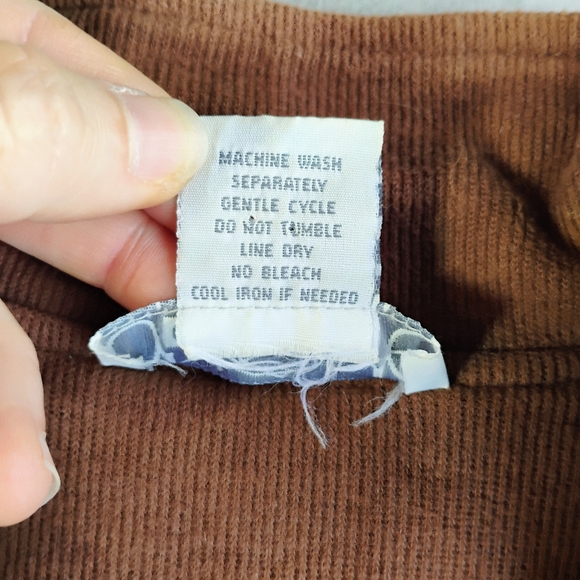 MACHINE WASH
SEPARATELY
GENTLE CYCLE
DO NOT TUMBLE
LINE DRY
NO BLEACH
COOL IRON IF NEEDED